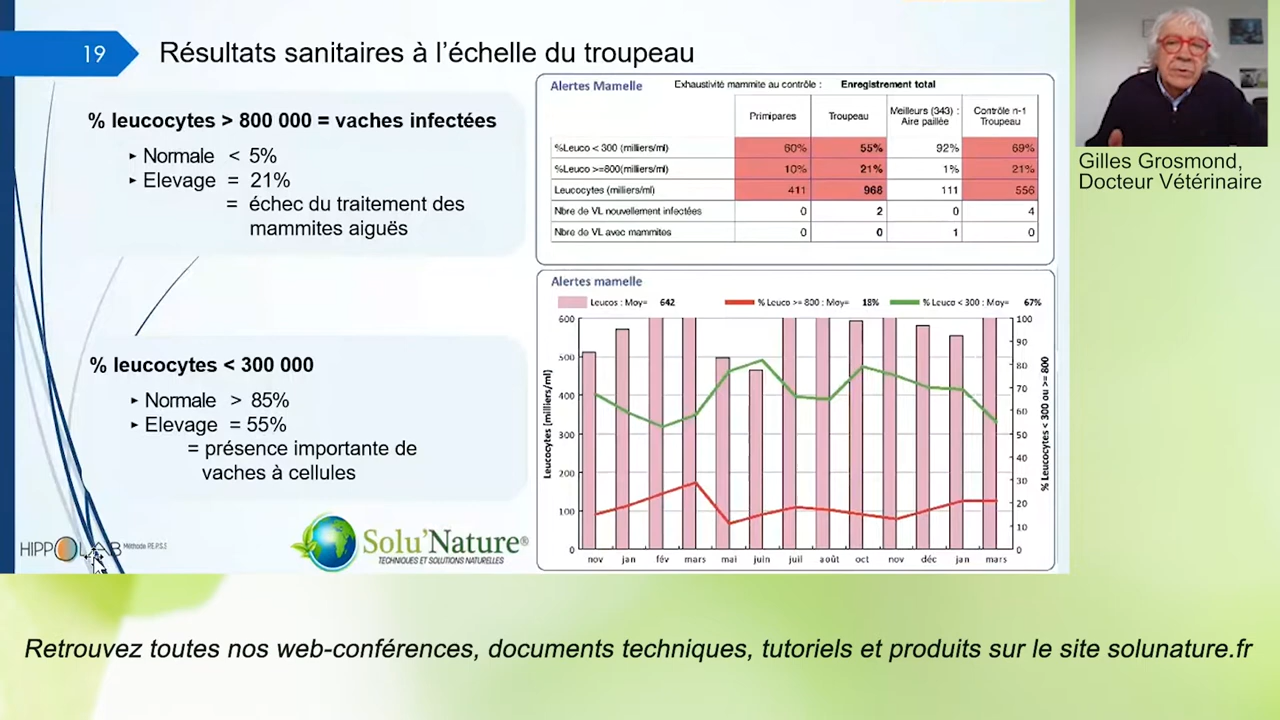 19
Résultats sanitaires à l'échelle du troupeau
% leucocytes > 800 000 = vaches infectées
‣ Normale < 5%
‣ Elevage = 21%
= échec du traitement des
mammites aiguës
% leucocytes < 300 000
‣ Normale > 85%
‣ Elevage = 55%
= présence importante de
vaches à cellules
HIPPOLAB Méthode P.E.P.S.S
Solu'Nature®
TECHNIQUES ET SOLUTIONS NATURELLES
Alertes Mamelle Exhaustivité mammite au contrôle : Enregistrement total
Primipares Troupeau Meilleurs (343) : Aire paillée Contrôle n-1 Troupeau
%Leuco < 300 (milliers/ml) 60% 55% 92% 69%
%Leuco >=800(milliers/ml) 10% 21% 1% 21%
Leucocytes (milliers/ml) 411 968 111 556
Nbre de VL nouvellement infectées 0 2 0 4
Nbre de VL avec mammites 0 0 1 0
Alertes mamelle
Leucos : Moy= 642 % Leuco >= 800 : Moy= 18% % Leuco < 300 : Moy= 67%
Leucocytes (milliers/ml)
600
500
400
300
200
100
0
100
90
80
70
60
50
40
30
20
10
0
% Leucocytes < 300 ou >= 800
nov jan fév mars mai juin juil août oct nov déc jan mars
Gilles Grosmond,
Docteur Vétérinaire
Retrouvez toutes nos web-conférences, documents techniques, tutoriels et produits sur le site solunature.fr